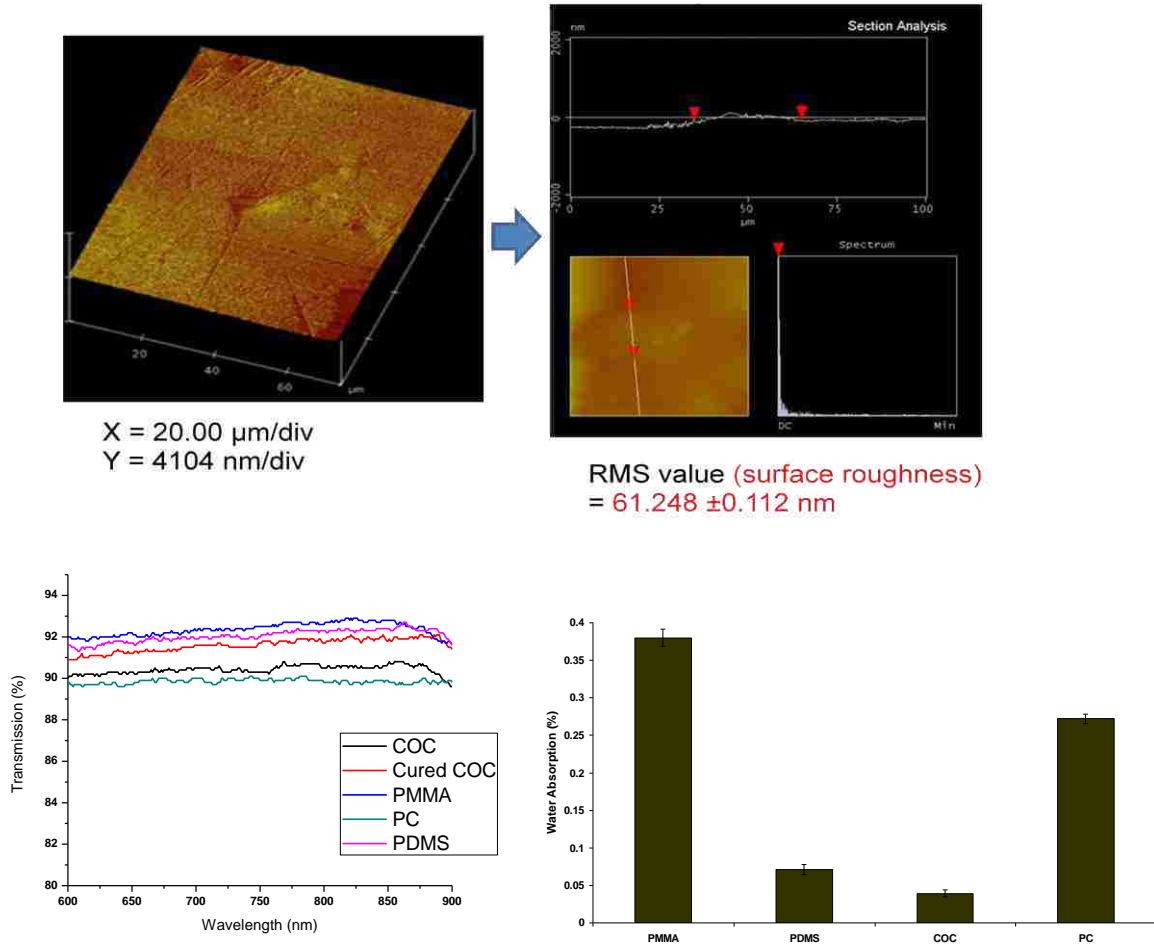 20
40
60
µm
X = 20.00 µm/div
Y = 4104 nm/div
Section Analysis
nm
2000
0
-2000
0 25 50 75 100
µm
Spectrum
DC Min
RMS value (surface roughness)
= 61.248 ±0.112 nm
Transmission (%)
94
92
90
88
86
84
82
80
600 650 700 750 800 850 900
Wavelength (nm)
COC
Cured COC
PMMA
PC
PDMS
Water Absorption (%)
0.4
0.35
0.3
0.25
0.2
0.15
0.1
0.05
0
PMMA PDMS COC PC